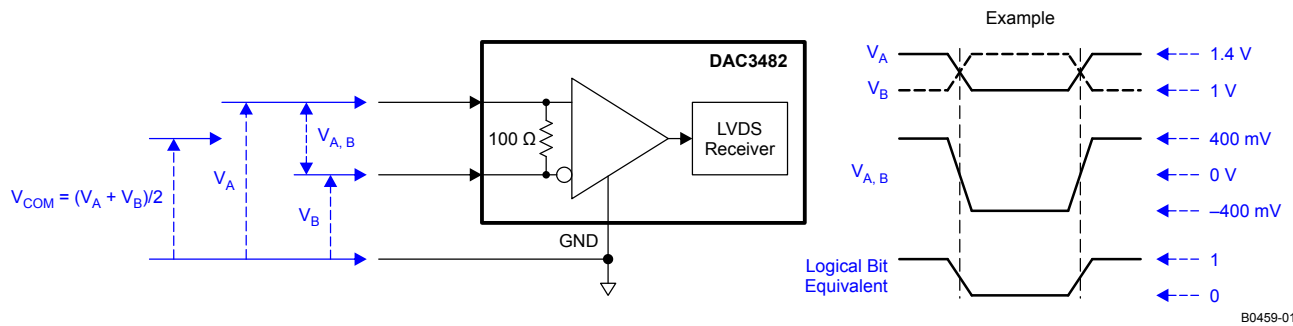 Example
DAC3482
100 Ω
LVDS
Receiver
GND
V_COM = (V_A + V_B)/2
V_A
V_A, B
V_B
V_A
V_B
1.4 V
1 V
V_A, B
400 mV
0 V
–400 mV
Logical Bit
Equivalent
1
0
B0459-01